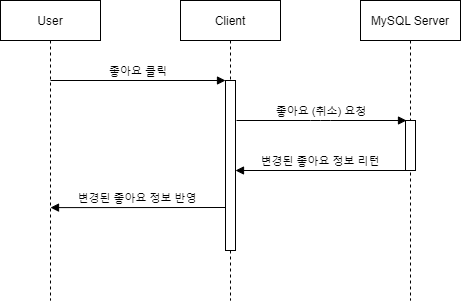 User
Client
MySQL Server
좋아요 클릭
좋아요 (취소) 요청
변경된 좋아요 정보 리턴
변경된 좋아요 정보 반영